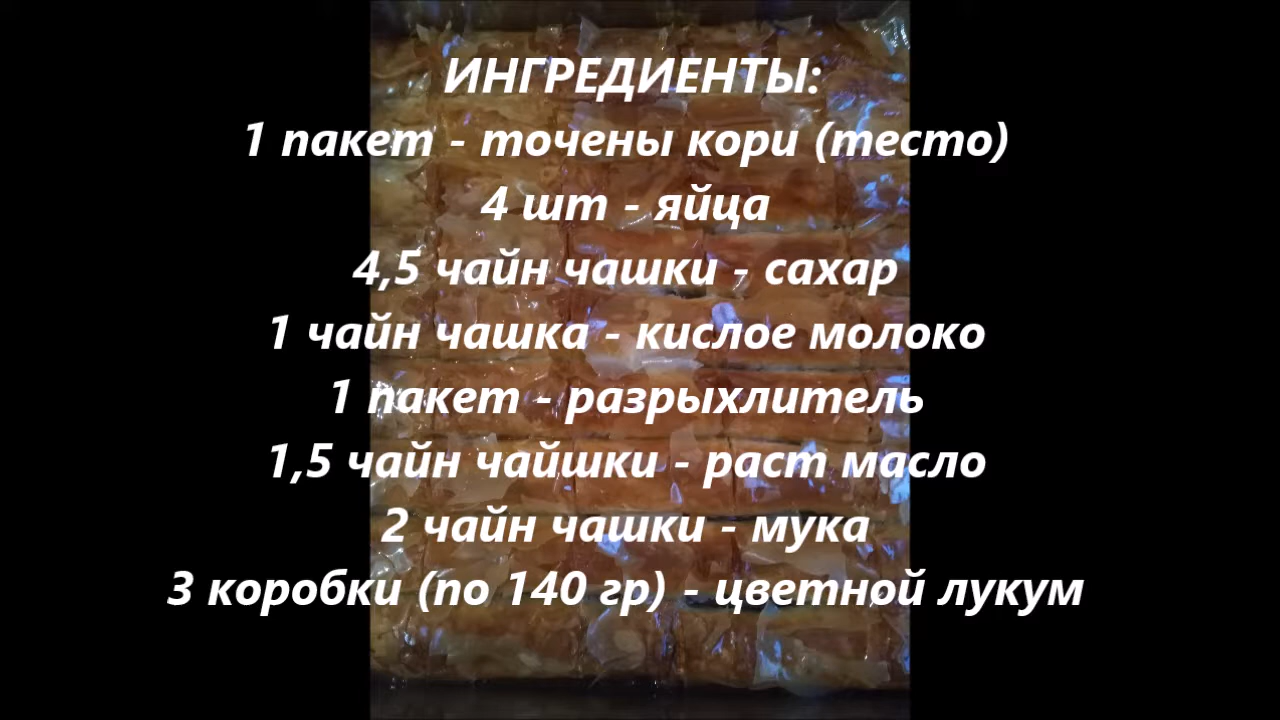 ИНГРЕДИЕНТЫ:
1 пакет - точены кори (тесто)
4 шт - яйца
4,5 чайн чашки - сахар
1 чайн чашка - кислое молоко
1 пакет - разрыхлитель
1,5 чайн чайшки - раст масло
2 чайн чашки - мука
3 коробки (по 140 гр) - цветной лукум